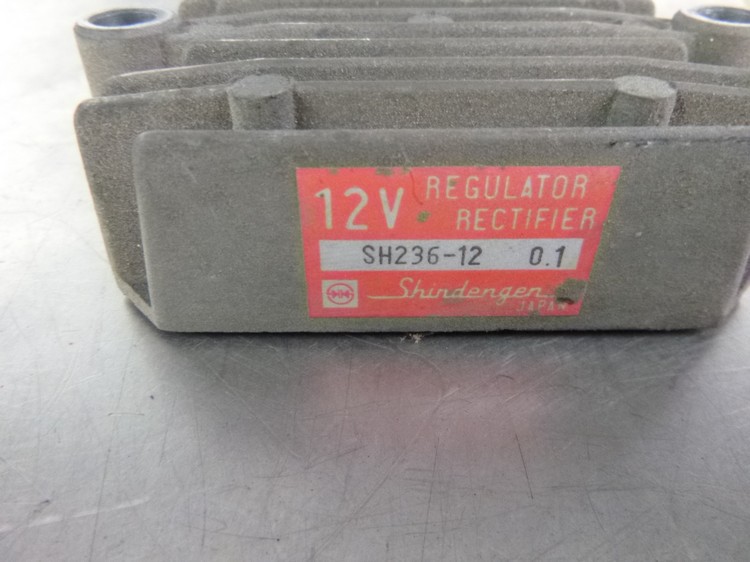 12V REGULATOR
RECTIFIER
SH236-12 0.1
Shindengen
JAPAN